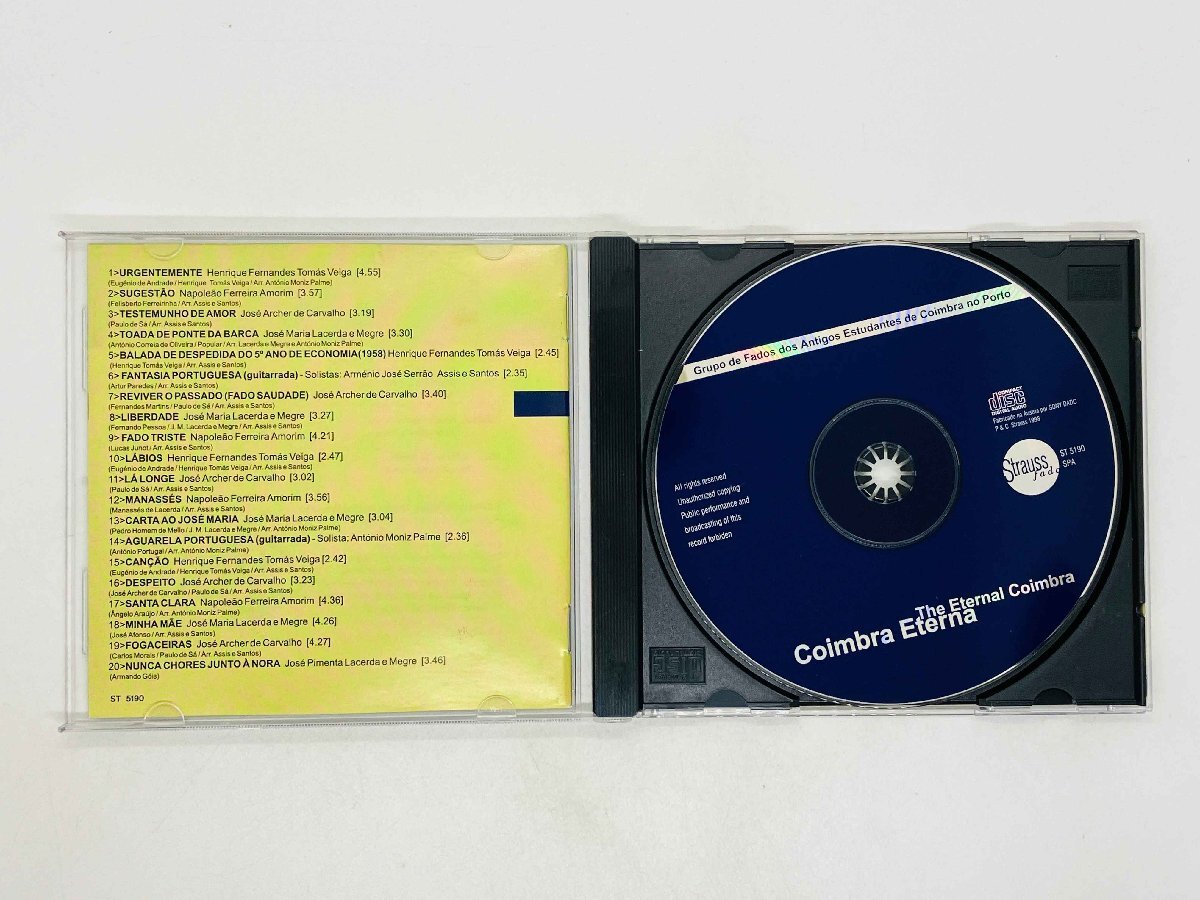 1>URGENTEMENTE Henrique Fernandes Tomás Veiga [4.55]
(Eugénio de Andrade / Henrique Tomás Veiga / Arr. António Moniz Palme)
2>SUGESTÃO Napoleão Ferreira Amorim [3.57]
(Felisberto Ferreirinha / Arr. Assis e Santos)
3>TESTEMUNHO DE AMOR José Archer de Carvalho [3.19]
(Paulo de Sá / Arr. Assis e Santos)
4>TOADA DE PONTE DA BARCA José Maria Lacerda e Megre [3.30]
(António Correia de Oliveira / Popular / Arr. Lacerda e Megre e António Moniz Palme)
5>BALADA DE DESPEDIDA DO 5º ANO DE ECONOMIA(1958) Henrique Fernandes Tomás Veiga [2.45]
(Henrique Tomás Veiga / Arr. Assis e Santos)
6> FANTASIA PORTUGUESA (guitarrada) - Solistas: Arménio José Serrão Assis e Santos [2.35]
(Artur Paredes / Arr. Assis e Santos)
7>REVIVER O PASSADO (FADO SAUDADE) José Archer de Carvalho [3.40]
(Fernandes Martins / Paulo de Sá / Arr. Assis e Santos)
8>LIBERDADE José Maria Lacerda e Megre [3.27]
(Fernando Pessoa / J. M. Lacerda e Megre / Arr. Assis e Santos)
9>FADO TRISTE Napoleão Ferreira Amorim [4.21]
(Lucas Junot / Arr. Assis e Santos)
10>LÁBIOS Henrique Fernandes Tomás Veiga [2.47]
(Eugénio de Andrade / Henrique Tomás Veiga / Arr. Assis e Santos)
11>LÁ LONGE José Archer de Carvalho [3.02]
(Paulo de Sá / Arr. Assis e Santos)
12>MANASSÉS Napoleão Ferreira Amorim [3.56]
(Manassés de Lacerda / Arr. Assis e Santos)
13>CARTA AO JOSÉ MARIA José Maria Lacerda e Megre [3.04]
(Pedro Homem de Mello / J. M. Lacerda e Megre / Arr. António Moniz Palme)
14>AGUARELA PORTUGUESA (guitarrada) - Solista: António Moniz Palme [2.36]
(António Portugal / Arr. António Moniz Palme)
15>CANÇÃO Henrique Fernandes Tomás Veiga [2.42]
(Eugénio de Andrade / Henrique Tomás Veiga / Arr. Assis e Santos)
16>DESPEITO José Archer de Carvalho [3.23]
(José Archer de Carvalho / Paulo de Sá / Arr. Assis e Santos)
17>SANTA CLARA Napoleão Ferreira Amorim [4.36]
(Ângelo Araújo / Arr. António Moniz Palme)
18>MINHA MÃE José Maria Lacerda e Megre [4.26]
(José Afonso / Arr. Assis e Santos)
19>FOGACEIRAS José Archer de Carvalho [4.27]
(Carlos Morais / Paulo de Sá / Arr. Assis e Santos)
20>NUNCA CHORES JUNTO À NORA José Pimenta Lacerda e Megre [3.46]
(Armando Góis)
ST 5190
Grupo de Fados dos Antigos Estudantes de Coimbra no Porto
COMPACT
disc
DIGITAL AUDIO
Fabricado na Austria por SONY DADC
P & C Strauss 1999
Strauss
fado
ST 5190
SPA
All rights reserved
Unauthorized copying
Public performance and
broadcasting of this
record forbiden
The Eternal Coimbra
Coimbra Eterna